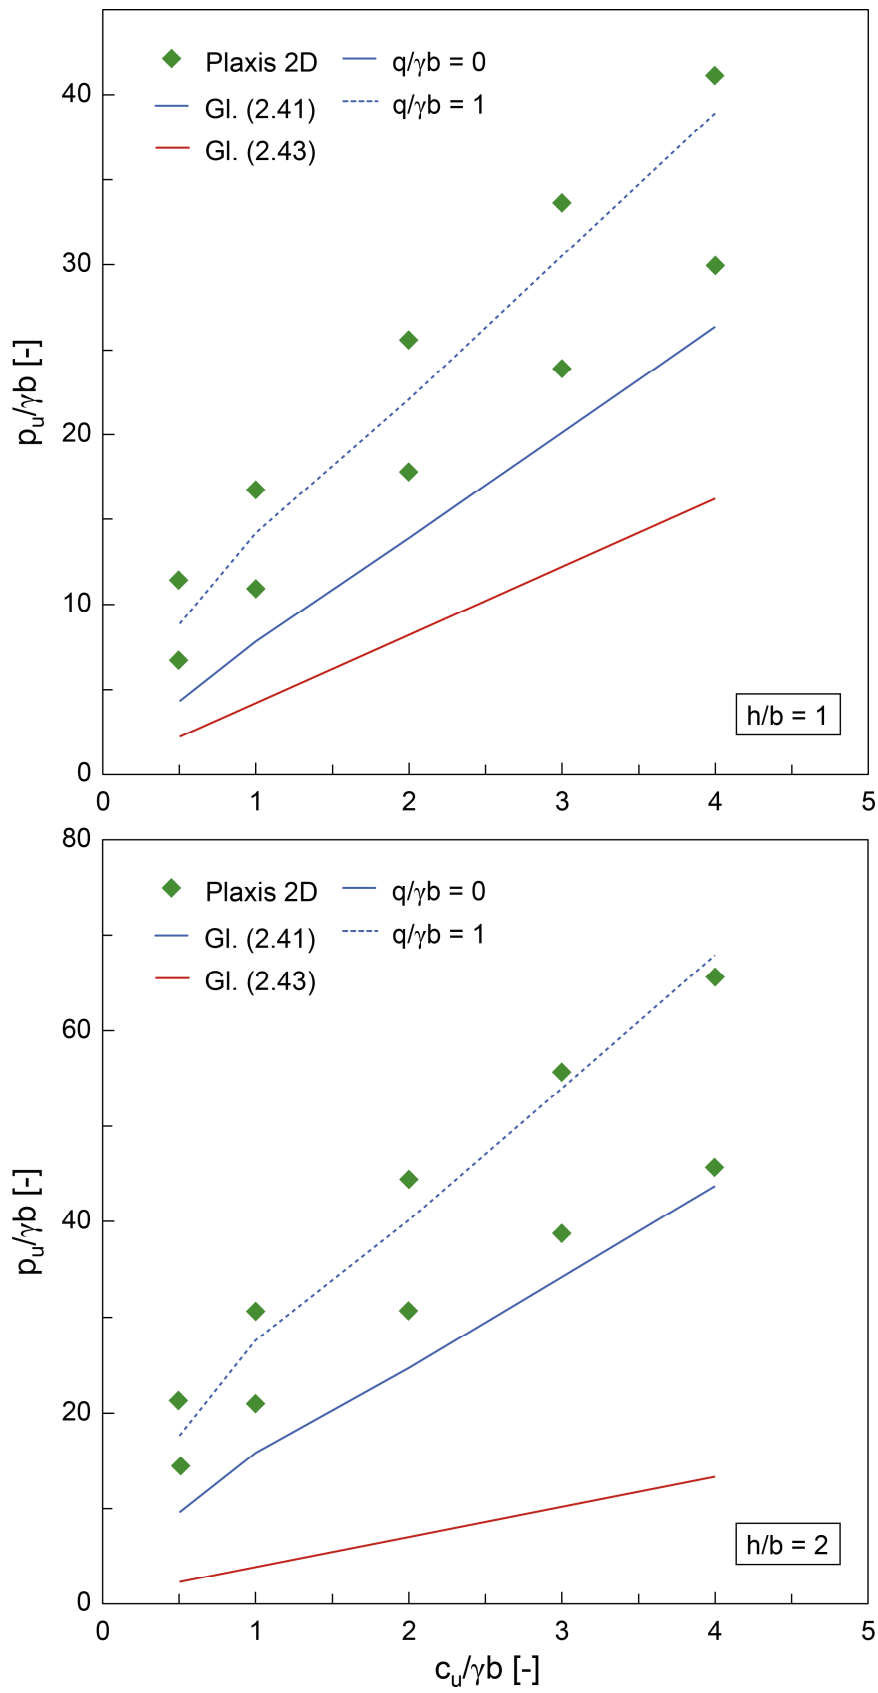 Plaxis 2D
q/γb = 0
Gl. (2.41)
q/γb = 1
Gl. (2.43)
40
30
20
10
0
pᵤ/γb [-]
h/b = 1
0 1 2 3 4 5
80
60
40
20
0
Plaxis 2D
q/γb = 0
Gl. (2.41)
q/γb = 1
Gl. (2.43)
pᵤ/γb [-]
h/b = 2
0 1 2 3 4 5
cᵤ/γb [-]